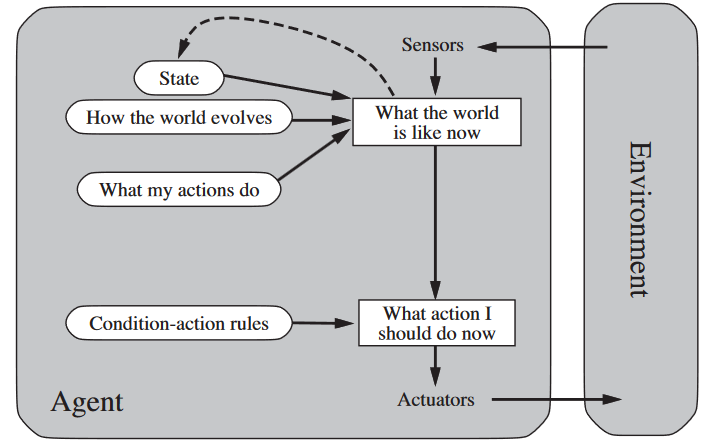 Sensors
State
How the world evolves
What the world
is like now
What my actions do
Environment
Condition-action rules
What action I
should do now
Agent
Actuators